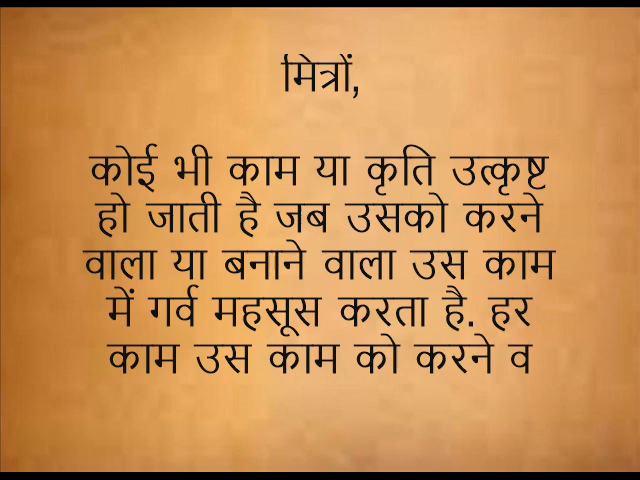 मित्रों,
कोई भी काम या कृति उत्कृष्ट
हो जाती है जब उसको करने
वाला या बनाने वाला उस काम
में गर्व महसूस करता है. हर
काम उस काम को करने व